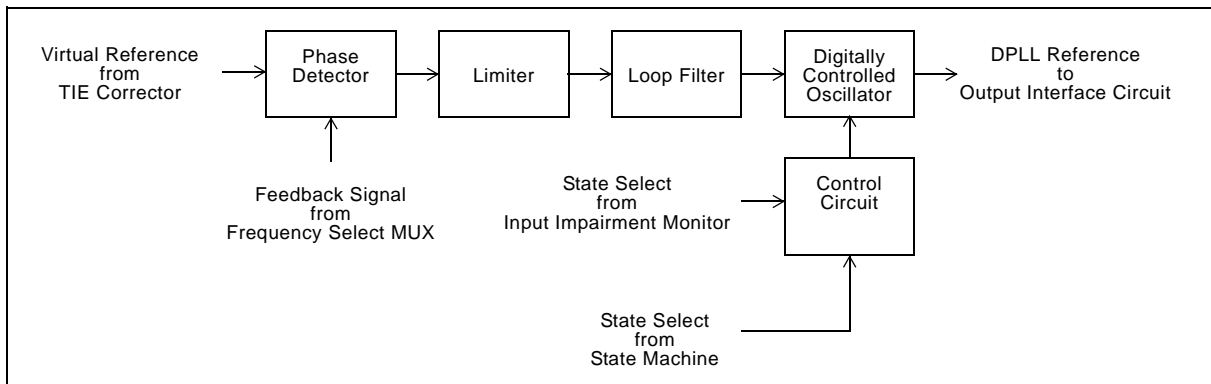 Virtual Reference
from
TIE Corrector
Phase
Detector
Limiter
Loop Filter
Digitally
Controlled
Oscillator
DPLL Reference
to
Output Interface Circuit
Feedback Signal
from
Frequency Select MUX
State Select
from
Input Impairment Monitor
Control
Circuit
State Select
from
State Machine